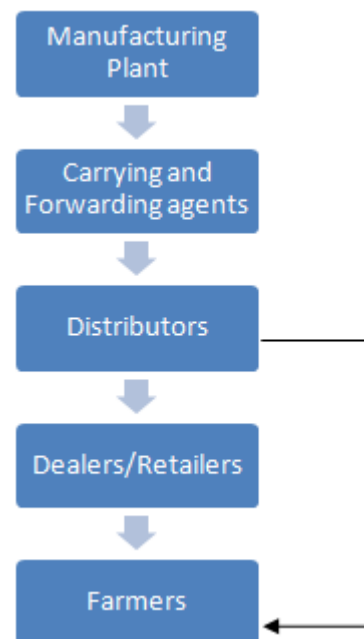 Manufacturing
Plant
Carrying and
Forwarding agents
Distributors
Dealers/Retailers
Farmers